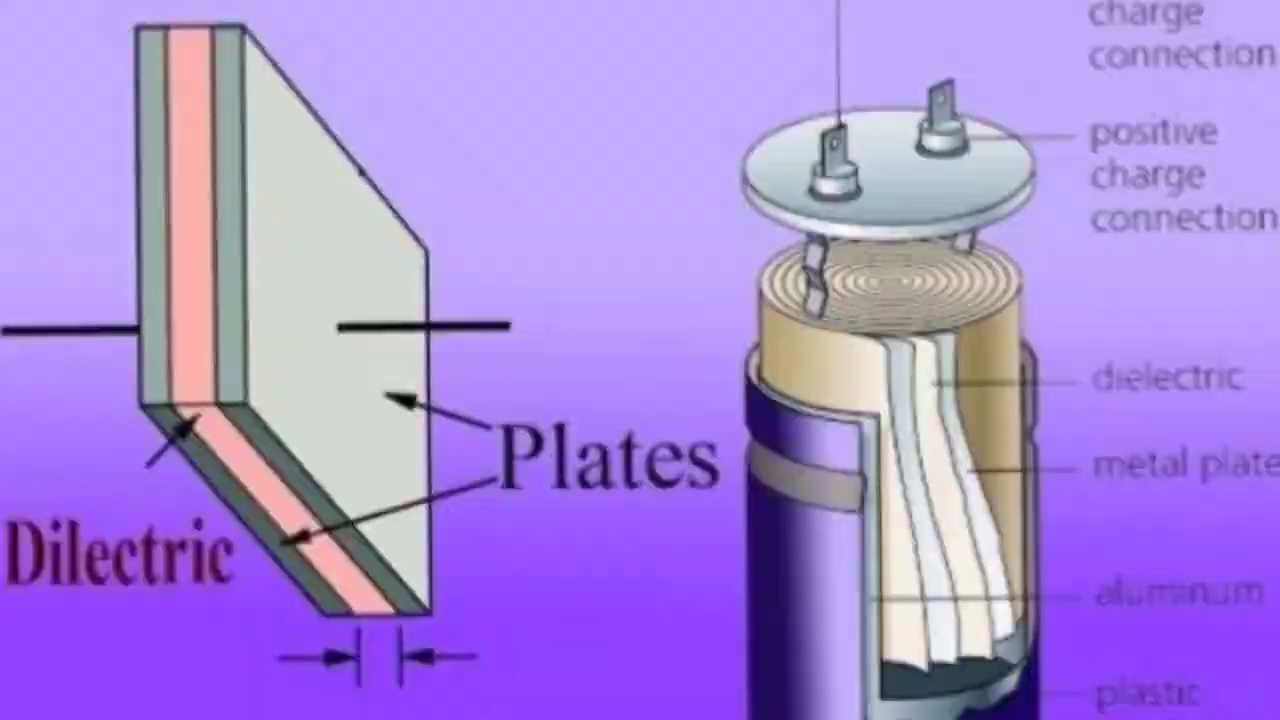 Plates
Dilectric
charge
connection
positive
charge
connection
dielectric
metal plate
aluminum
plastic